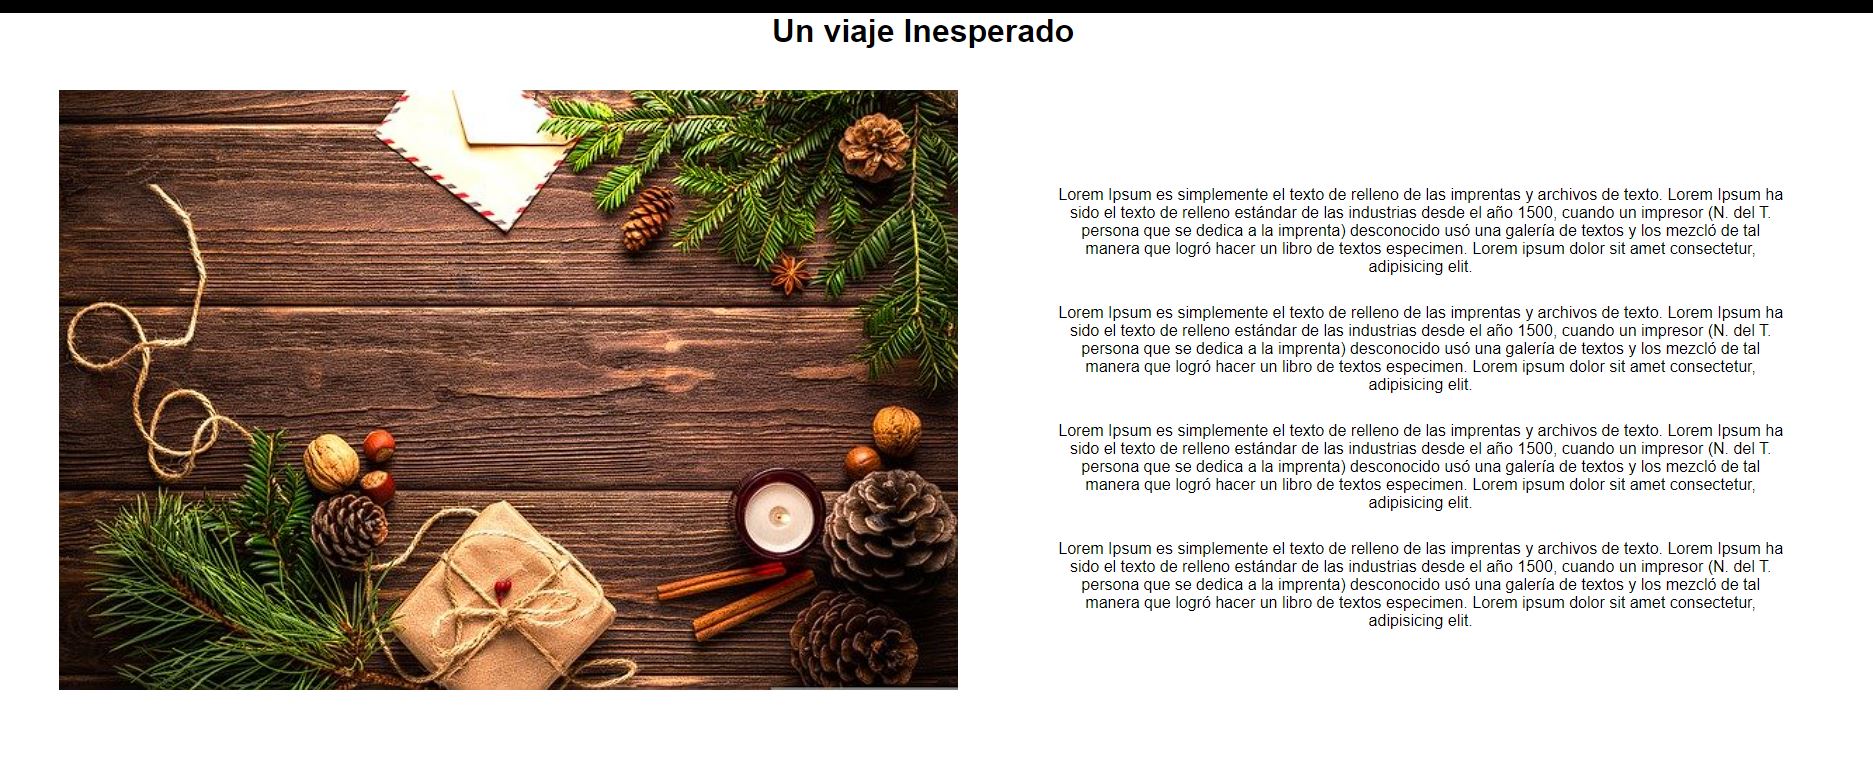 Un viaje Inesperado
Lorem Ipsum es simplemente el texto de relleno de las imprentas y archivos de texto. Lorem Ipsum ha
sido el texto de relleno estándar de las industrias desde el año 1500, cuando un impresor (N. del T.
persona que se dedica a la imprenta) desconocido usó una galería de textos y los mezcló de tal
manera que logró hacer un libro de textos especimen. Lorem ipsum dolor sit amet consectetur,
adipisicing elit.
Lorem Ipsum es simplemente el texto de relleno de las imprentas y archivos de texto. Lorem Ipsum ha
sido el texto de relleno estándar de las industrias desde el año 1500, cuando un impresor (N. del T.
persona que se dedica a la imprenta) desconocido usó una galería de textos y los mezcló de tal
manera que logró hacer un libro de textos especimen. Lorem ipsum dolor sit amet consectetur,
adipisicing elit.
Lorem Ipsum es simplemente el texto de relleno de las imprentas y archivos de texto. Lorem Ipsum ha
sido el texto de relleno estándar de las industrias desde el año 1500, cuando un impresor (N. del T.
persona que se dedica a la imprenta) desconocido usó una galería de textos y los mezcló de tal
manera que logró hacer un libro de textos especimen. Lorem ipsum dolor sit amet consectetur,
adipisicing elit.
Lorem Ipsum es simplemente el texto de relleno de las imprentas y archivos de texto. Lorem Ipsum ha
sido el texto de relleno estándar de las industrias desde el año 1500, cuando un impresor (N. del T.
persona que se dedica a la imprenta) desconocido usó una galería de textos y los mezcló de tal
manera que logró hacer un libro de textos especimen. Lorem ipsum dolor sit amet consectetur,
adipisicing elit.